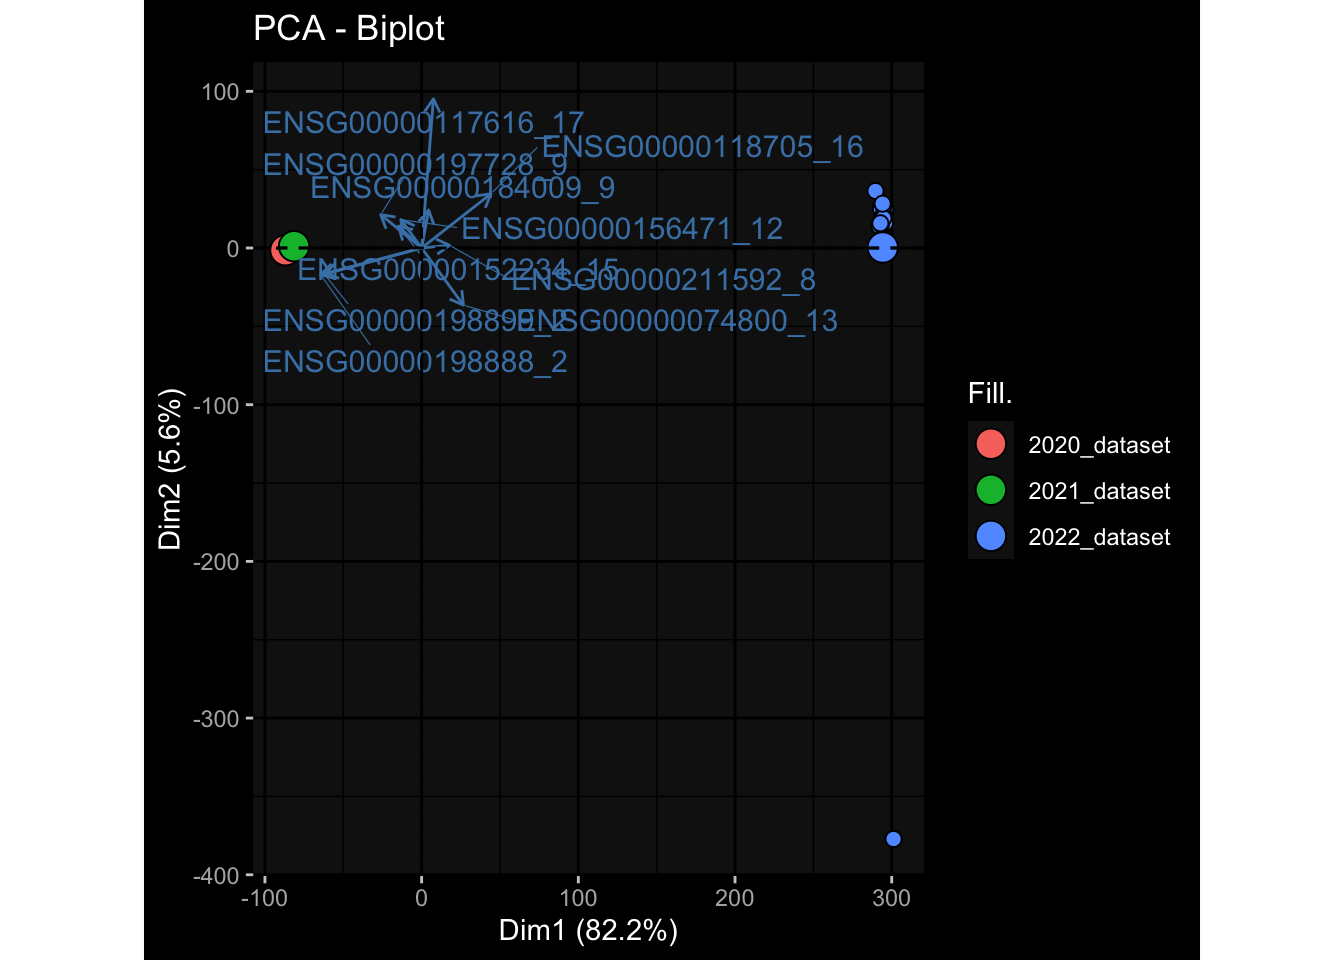 PCA - Biplot
100
0
-100
-200
-300
-400
-100
0
100
200
300
Dim1 (82.2%)
Dim2 (5.6%)
ENSG00000117616_17
ENSG00000118705_16
ENSG00000197728_9
ENSG00000184009_9
ENSG00000156471_12
ENSG00000152234_15
ENSG00000211592_8
ENSG00000074800_13
ENSG00000198888_2
Fill.
2020_dataset
2021_dataset
2022_dataset